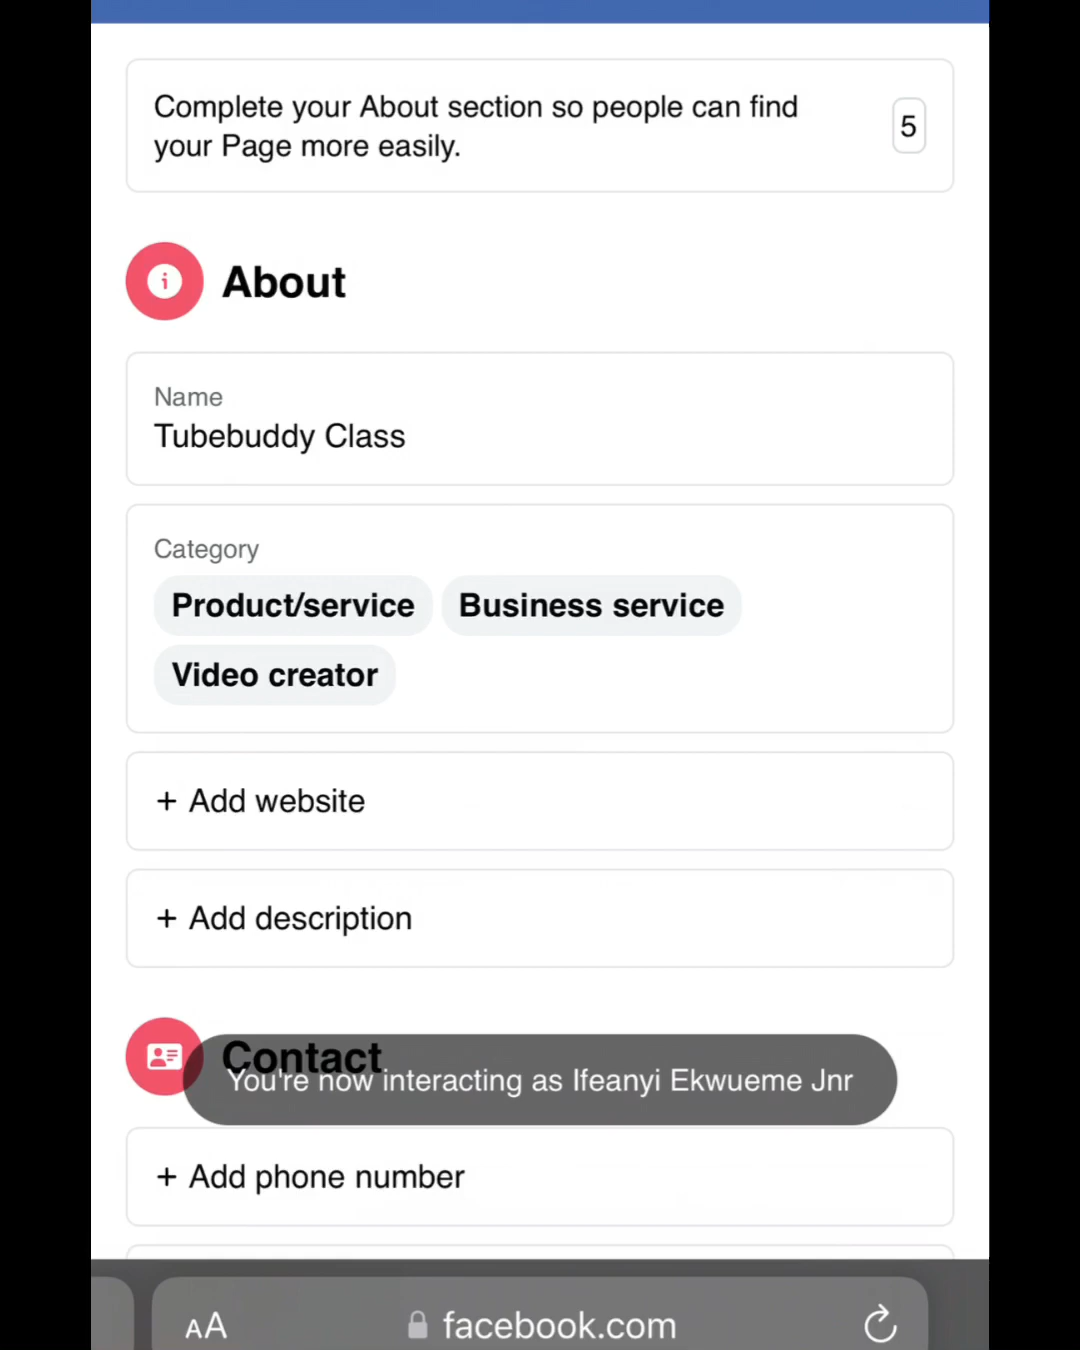 Complete your About section so people can find
your Page more easily.
5
About
Name
Tubebuddy Class
Category
Product/service
Business service
Video creator
+ Add website
+ Add description
Contact
You're now interacting as Ifeanyi Ekwueme Jnr
+ Add phone number
AA
facebook.com